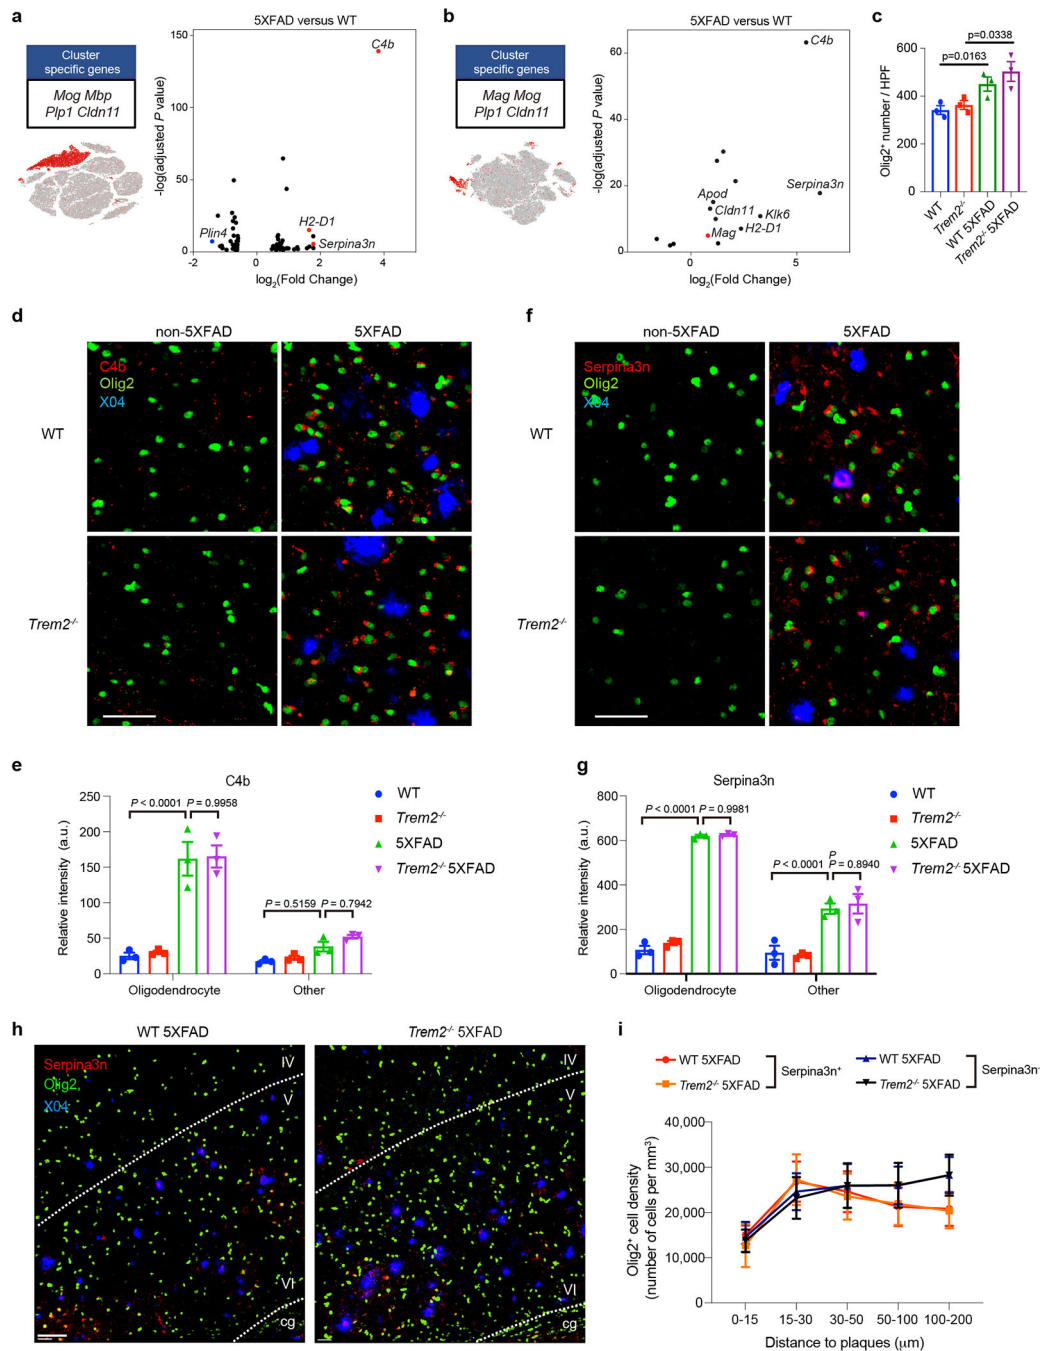 a
5XFAD versus WT
Cluster
specific genes
Mog Mbp
Plp1 Cldn11
-log(adjusted P value)
150
100
50
0
C4b
Plin4
H2-D1
Serpina3n
-2
0
2
4
log2(Fold Change)
b
5XFAD versus WT
Cluster
specific genes
Mag Mog
Plp1 Cldn11
-log(adjusted P value)
60
40
20
0
C4b
Serpina3n
Apod
Cldn11
Klk6
Mag
H2-D1
0
5
log2(Fold Change)
c
p=0.0338
p=0.0163
Olig2+ number / HPF
600
400
200
0
WT
Trem2-/-
WT 5XFAD
Trem2-/- 5XFAD
d
non-5XFAD
5XFAD
C4b
Olig2
X04
WT
Trem2-/-
f
non-5XFAD
5XFAD
Serpina3n
Olig2
X04
WT
Trem2-/-
e
C4b
Relative intensity (a.u.)
250
200
150
100
50
0
P < 0.0001
P = 0.9958
P = 0.5159
P = 0.7942
Oligodendrocyte
Other
WT
Trem2-/-
5XFAD
Trem2-/- 5XFAD
g
Serpina3n
Relative intensity (a.u.)
800
600
400
200
0
P < 0.0001
P = 0.9981
P < 0.0001
P
= 0.8940
Oligodendrocyte
Other
WT
Trem2-/-
5XFAD
Trem2-/- 5XFAD
h
WT 5XFAD
Trem2-/- 5XFAD
Serpina3n
Olig2
X04
IV
V
VI
cg
IV
V
VI
cg
i
WT 5XFAD
Trem2-/- 5XFAD
Serpina3n+
WT 5XFAD
Trem2-/- 5XFAD
Serpina3n-
Olig2+ cell density
(number of cells per mm3)
40,000
30,000
20,000
10,000
0
0-15
15-30
30-50
50-100
100-200
Distance to plaques (μm)